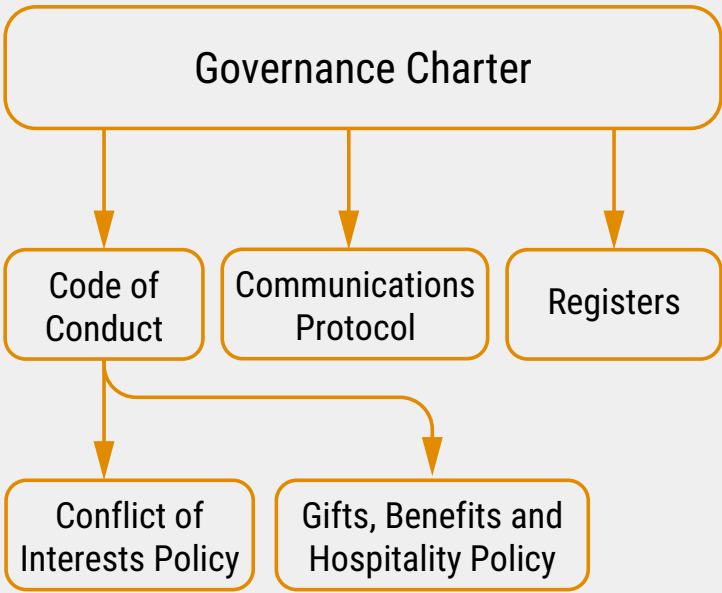 Governance Charter
Code of
Conduct
Communications
Protocol
Registers
Conflict of
Interests Policy
Gifts, Benefits and
Hospitality Policy